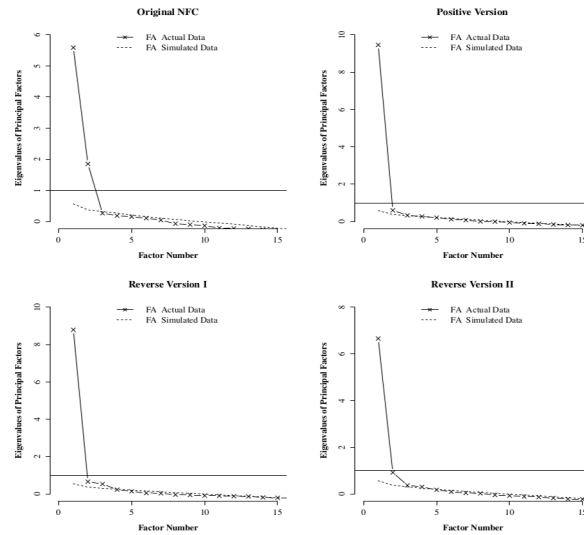 Original NFC
FA Actual Data
FA Simulated Data
Eigenvalues of Principal Factors
6
5
4
3
2
1
0
0 5 10 15
Factor Number
Positive Version
FA Actual Data
FA Simulated Data
Eigenvalues of Principal Factors
10
8
6
4
2
0
0 5 10 15
Factor Number
Reverse Version I
FA Actual Data
FA Simulated Data
Eigenvalues of Principal Factors
10
8
6
4
2
0
0 5 10 15
Factor Number
Reverse Version II
FA Actual Data
FA Simulated Data
Eigenvalues of Principal Factors
8
6
4
2
0
0 5 10 15
Factor Number